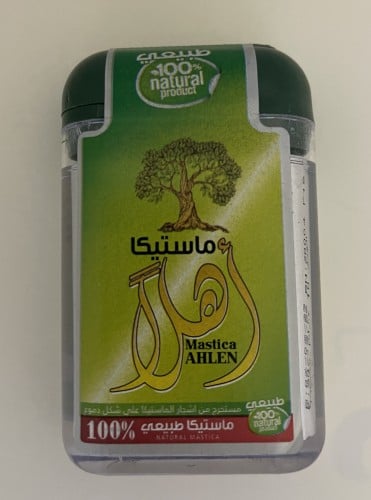 طبيعي
100%
natural
product
ماستيكا
أهلاً
Mastica
AHLEN
طبيعي
100%
natural
product
مستخرج من أشجار الماستيكا على شكل دموع
100% ماستيكا طبيعي
NATURAL MASTICA